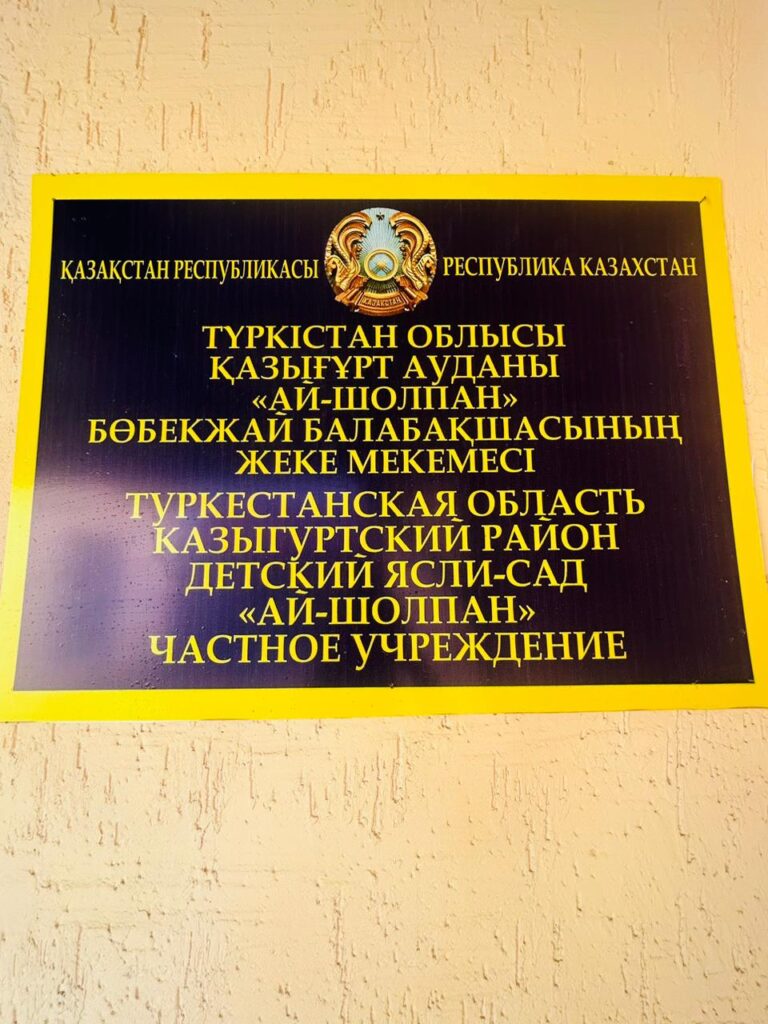 ҚАЗАҚСТАН РЕСПУБЛИКАСЫ РЕСПУБЛИКА КАЗАХСТАН
ҚАЗАҚСТАН
ТҮРКІСТАН ОБЛЫСЫ
ҚАЗЫҒҰРТ АУДАНЫ
«АЙ-ШОЛПАН»
БӨБЕКЖАЙ БАЛАБАҚШАСЫНЫҢ
ЖЕКЕ МЕКЕМЕСІ
ТУРКЕСТАНСКАЯ ОБЛАСТЬ
КАЗЫГУРТСКИЙ РАЙОН
ДЕТСКИЙ ЯСЛИ-САД
«АЙ-ШОЛПАН»
ЧАСТНОЕ УЧРЕЖДЕНИЕ